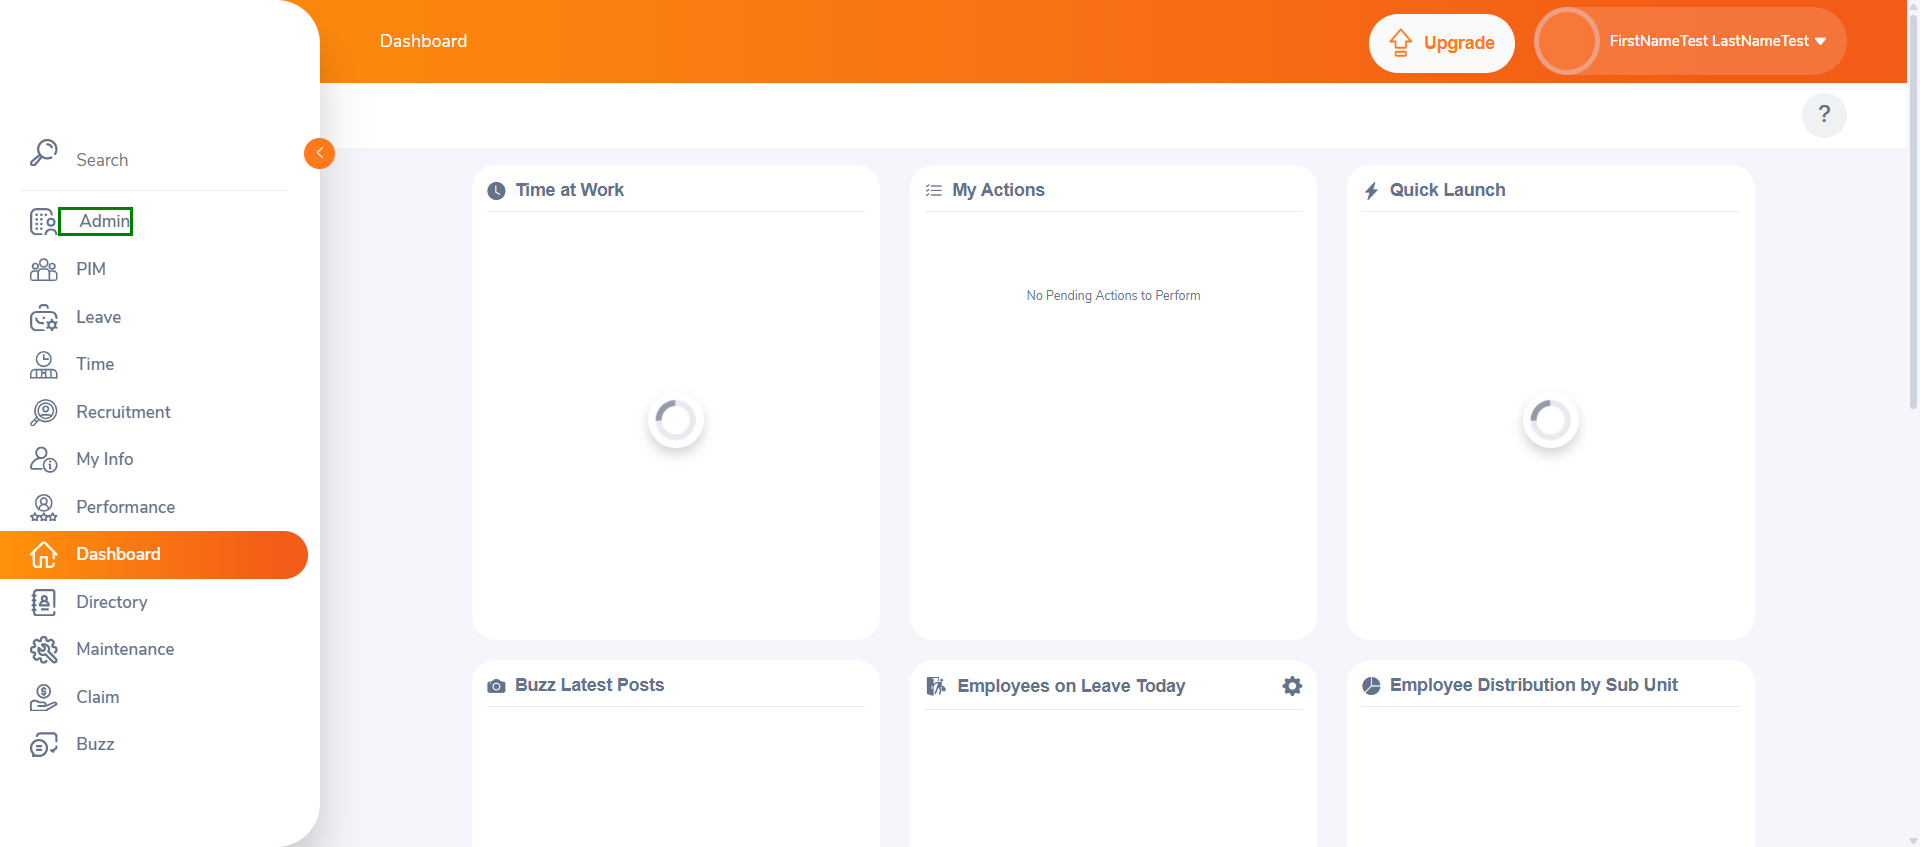 Dashboard
Upgrade
FirstNameTest LastNameTest
?
Search
Admin
PIM
Leave
Time
Recruitment
My Info
Performance
Dashboard
Directory
Maintenance
Claim
Buzz
Time at Work
My Actions
No Pending Actions to Perform
Quick Launch
Buzz Latest Posts
Employees on Leave Today
Employee Distribution by Sub Unit